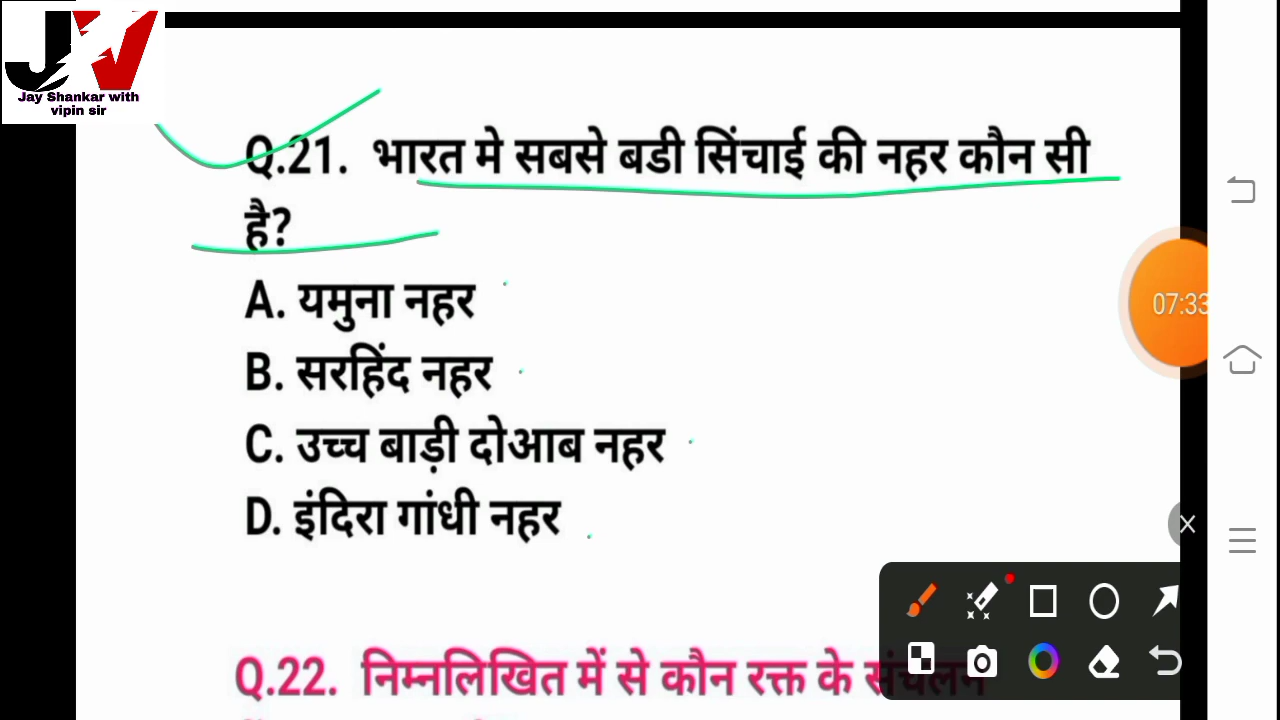 Jay Shankar with
vipin sir
Q.21. भारत मे सबसे बडी सिंचाई की नहर कौन सी
है?
A. यमुना नहर
B. सरहिंद नहर
C. उच्च बाड़ी दोआब नहर
D. इंदिरा गांधी नहर
07:33
Q.22. निम्नलिखित में से कौन रक्त के संचलन